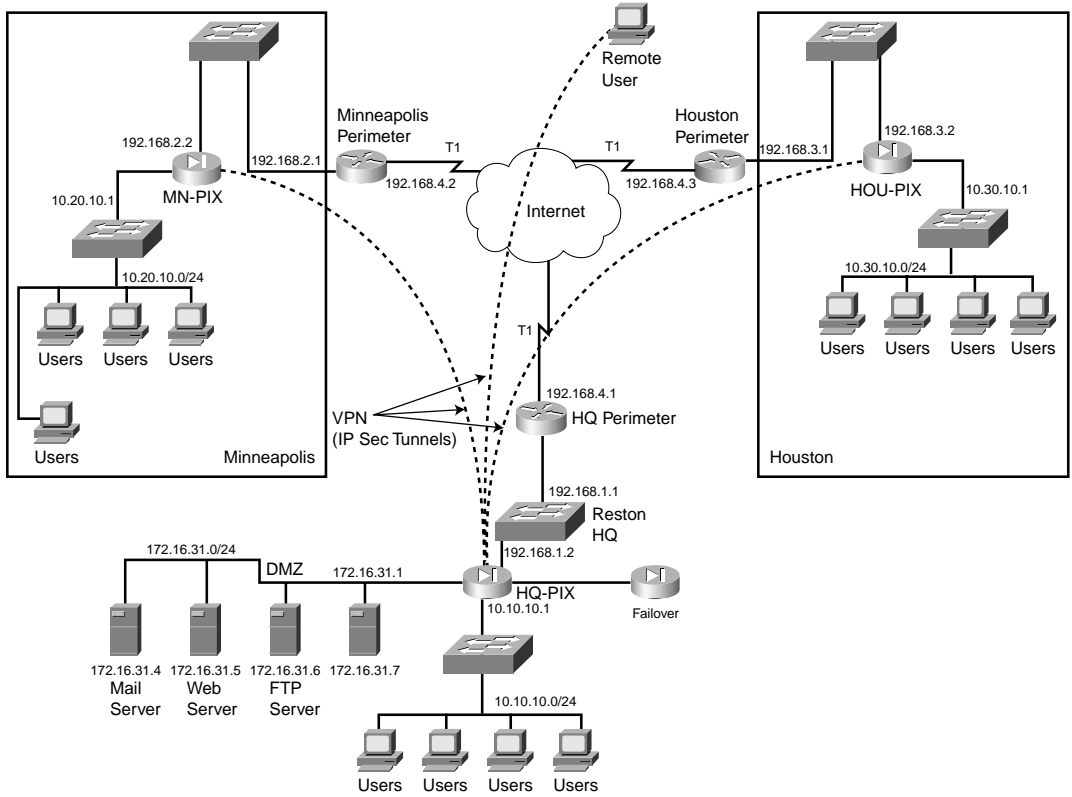 Remote
User
Minneapolis
Perimeter
Houston
Perimeter
192.168.2.2
192.168.2.1
T1
T1
192.168.3.1
192.168.3.2
MN-PIX
192.168.4.2
192.168.4.3
HOU-PIX
10.20.10.1
Internet
10.30.10.1
10.20.10.0/24
10.30.10.0/24
Users
Users
Users
Users
Users
Users
Users
T1
192.168.4.1
VPN
(IP Sec Tunnels)
HQ Perimeter
Users
Minneapolis
Houston
192.168.1.1
Reston
HQ
192.168.1.2
172.16.31.0/24
DMZ
172.16.31.1
HQ-PIX
10.10.10.1
Failover
172.16.31.4
172.16.31.5
172.16.31.6
172.16.31.7
Mail
Server
Web
Server
FTP
Server
10.10.10.0/24
Users
Users
Users
Users